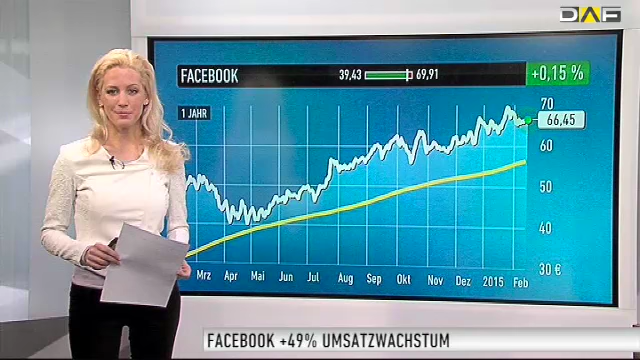 DAF
FACEBOOK 39,43 69,91 +0,15 %
1 JAHR
70
66,45
60
50
40
30 €
Mrz Apr Mai Jun Jul Aug Sep Okt Nov Dez 2015 Feb
FACEBOOK +49% UMSATZWACHSTUM